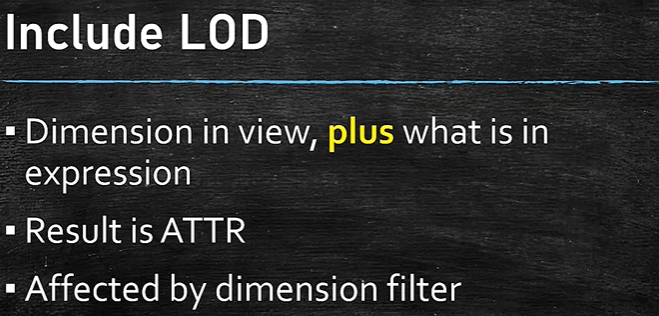 Include LOD
▪ Dimension in view, plus what is in
expression
▪ Result is ATTR
▪ Affected by dimension filter